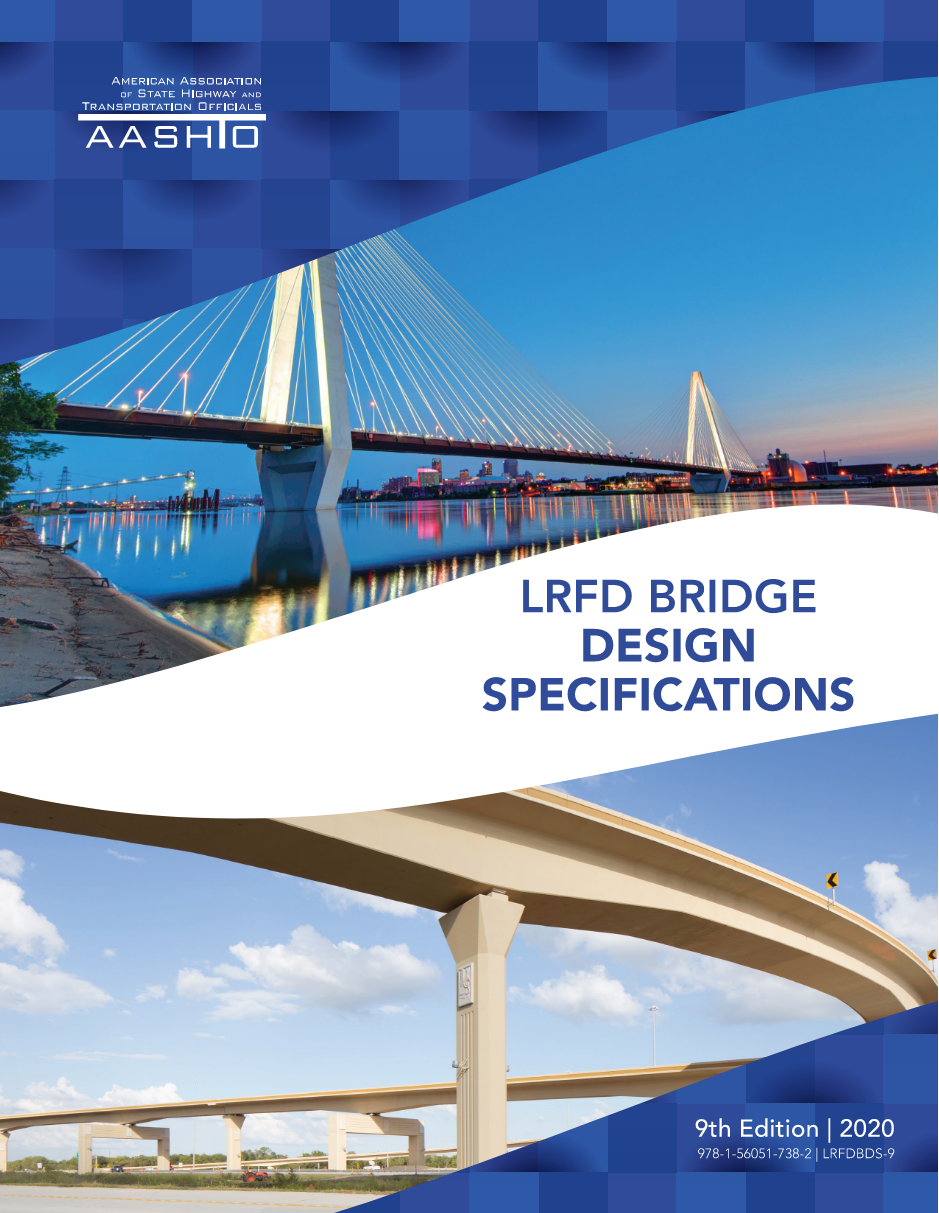 AMERICAN ASSOCIATION
OF STATE HIGHWAY AND
TRANSPORTATION OFFICIALS
AASHTO
LRFD BRIDGE
DESIGN
SPECIFICATIONS
9th Edition | 2020
978-1-56051-738-2 | LRFDBDS-9